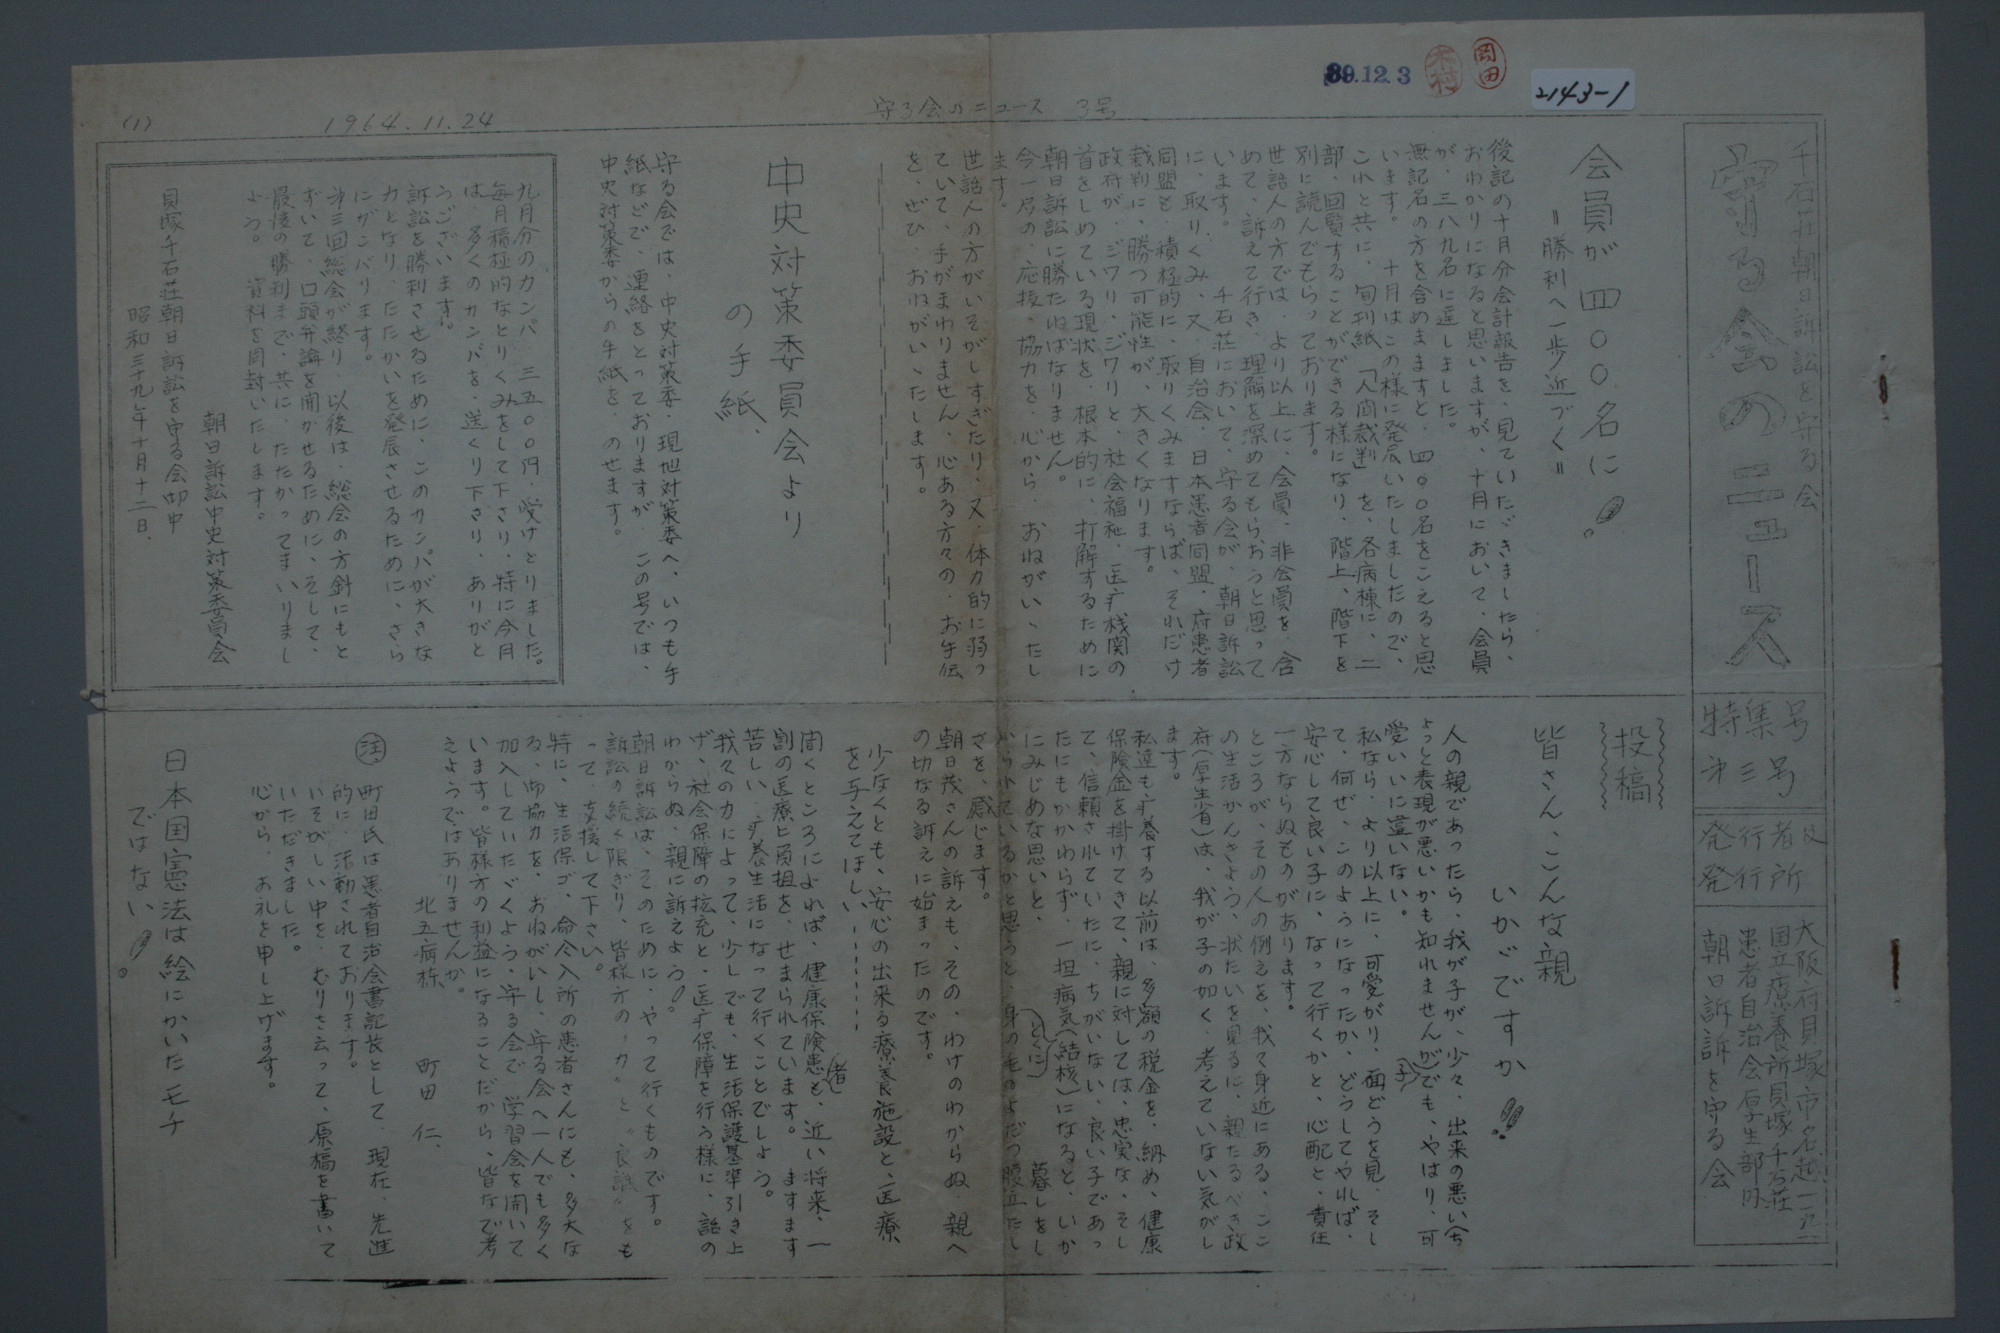 2143-1
岡田
木村
39.12.3
守る会のニュース 3号
1964.11.24
(1)
千石荘朝日訴訟を守る会
守る会のニュース
特集号
㐧三号
発行者及
発行所
大阪府貝塚市名越一一九一
国立療養所貝塚千石荘
患者自治会厚生部内
朝日訴訟を守る会
会員が四〇〇名に!。
=勝利へ一歩近づく=
後記の十月分会計報告を、見ていたゞきましたら、
おわかりになると思いますが、十月において、会員
が、三八九名に達しました。
無記名の方を含めますと、四〇〇名をこえると思
います。 十月はこの様に発展いたしましたので、
これと共に、旬刊紙「人間裁判」を、各病棟に、二
部、回覧することができる様になり、階上、階下を
別に読んでもらっております。
世話人の方では、より以上に、会員、非会員を、含
めて、訴えて行き、理解を深めてもらおうと思って
います。 千石荘において、守る会が、朝日訴訟
に、取りくみ、又、自治会、日本患者同盟、府患者
同盟も、積極的に、取りくみますならば、それだけ
裁判に、勝つ可能性が、大きくなります。
政府が、ジワリ、ジワリと、社会福祉、医疒機関の
首をしめている現状を、根本的に、打解するために
朝日訴訟に勝たねばなりません。
今一層の、応援、協力を、心から、おねがいゝたし
ます。
世話人の方がいそがしすぎたり、又、体力的に弱っ
ていて、手がまわりません、心ある方々の、お手伝
を、ぜひ、おねがいゝたします。
中央対策委員会より
の手紙、
守る会では、中央対策委、現地対策委へ、いつも手
紙などで、連絡をとっておりますが、この号では、
中央対策委からの手紙を、のせます。
九月分のカンパ、三五〇〇円、受けとりました。
毎月積極的なとりくみをして下さり、特に今月
は、多くのカンパを、送くり下さり、ありがと
うございます。
訴訟を勝利させるために、このカンパが大きな
力となり、たたかいを発展させるために、さら
にがンバります。
㐧三回総会が終り、以後は、総会の方針にもと
ずいて、口頭弁論を開かせるために、そして、
最後の勝利まで、共に、たたかってまいりまし
ょう。 資料を同封いたします。
朝日訴訟中央対策委員会
貝塚千石荘朝日訴訟を守る会御中
昭和三十九年十月十二日、
投稿
皆さん、こんな親
いかゞですか!!
人の親であったら、我が子が、少々、出来の悪い(ち
ょっと表現が悪いかも知れませんが)子でも、やはり、可
愛いいに違いない。
私なら、より以上に、可愛がり、面どうを見、そし
て、何ぜ、このようになったか、どうしてやれば、
安心して良い子に、なって行くかと、心配と、責任
一方ならぬものがあります。
ところが、その人の例えを、我々身近にある、ここ
の生活かんきょう、状たいを見るに、親たるべき政
府(厚生省)は、我が子の如く、考えていない気がし
ます。
私達も疒養する以前は、多額の税金を、納め、健康
保険金を掛けてきて、親に対しては、忠実な、そし
て、信頼されていたに、ちがいない、良い子であっ
たにもかかわらず、一担病気(結核)になると、いか
にみじめな思いと、(とくに)暮しをし
いられているかと思うと、身の毛のよだつ腹立たし
さを、感じます。
朝日茂さんの訴えも、その、わけのわからぬ、親へ
の切なる訴えに始まったのです。
少なくとも、安心の出来る療養施設と、医療
を与えてほしい----------
聞くところによれば、健康保険患者も、近い将来、一
割の医療ヒ負担を、せまられています。 ますます
苦しい、疒養生活になって行くことでしょう。
我々の力によって、少しでも、生活保護基準引き上
げ、社会保障の拡充と、医疒保障を行う様に、話の
わからぬ、親に訴えよう!。
朝日訴訟は、そのために、やって行くものです。
訴訟の続く限ぎり、皆様方の〃力〃と〃良識〃をも
って、支援して下さい。
特に、生活保ゴ、命令入所の患者さんにも、多大な
る、御協力を、おねがいし、守る会へ一人でも多く
加入していたゞくよう、守る会で、学習会を開いて
います。皆様方の利益になることだから、皆なで考
えようではありませんか。
北五病棟、 町田 仁、
㊟ 町田氏は患者自治会書記長として、現在、先進
的に、活動されております。
いそがしい中を、むりさ云って、原稿を書いて
いただきました。
心から、お礼を申し上げます。
日本国憲法は絵にかいたモチ
ではない!。